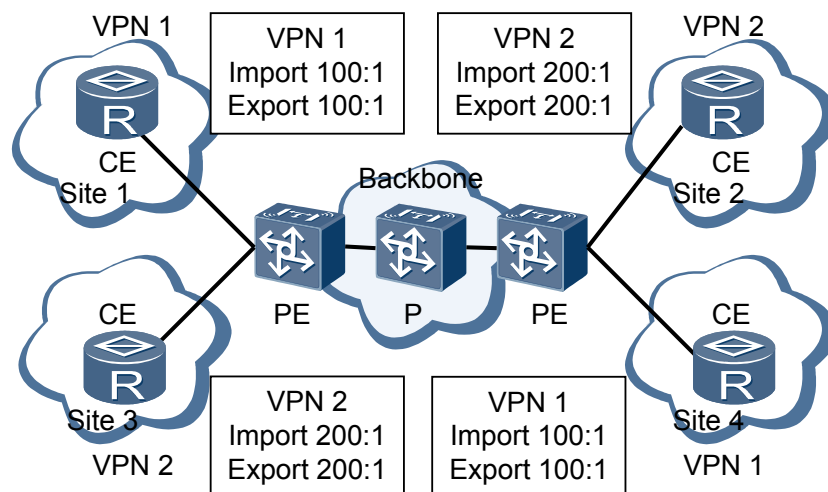 VPN 1
VPN 1
Import 100:1
Export 100:1
VPN 2
Import 200:1
Export 200:1
VPN 2
R
CE
Site 1
R
CE
Site 2
Backbone
PE
P
PE
CE
R
Site 3
VPN 2
VPN 2
Import 200:1
Export 200:1
VPN 1
Import 100:1
Export 100:1
CE
R
Site 4
VPN 1